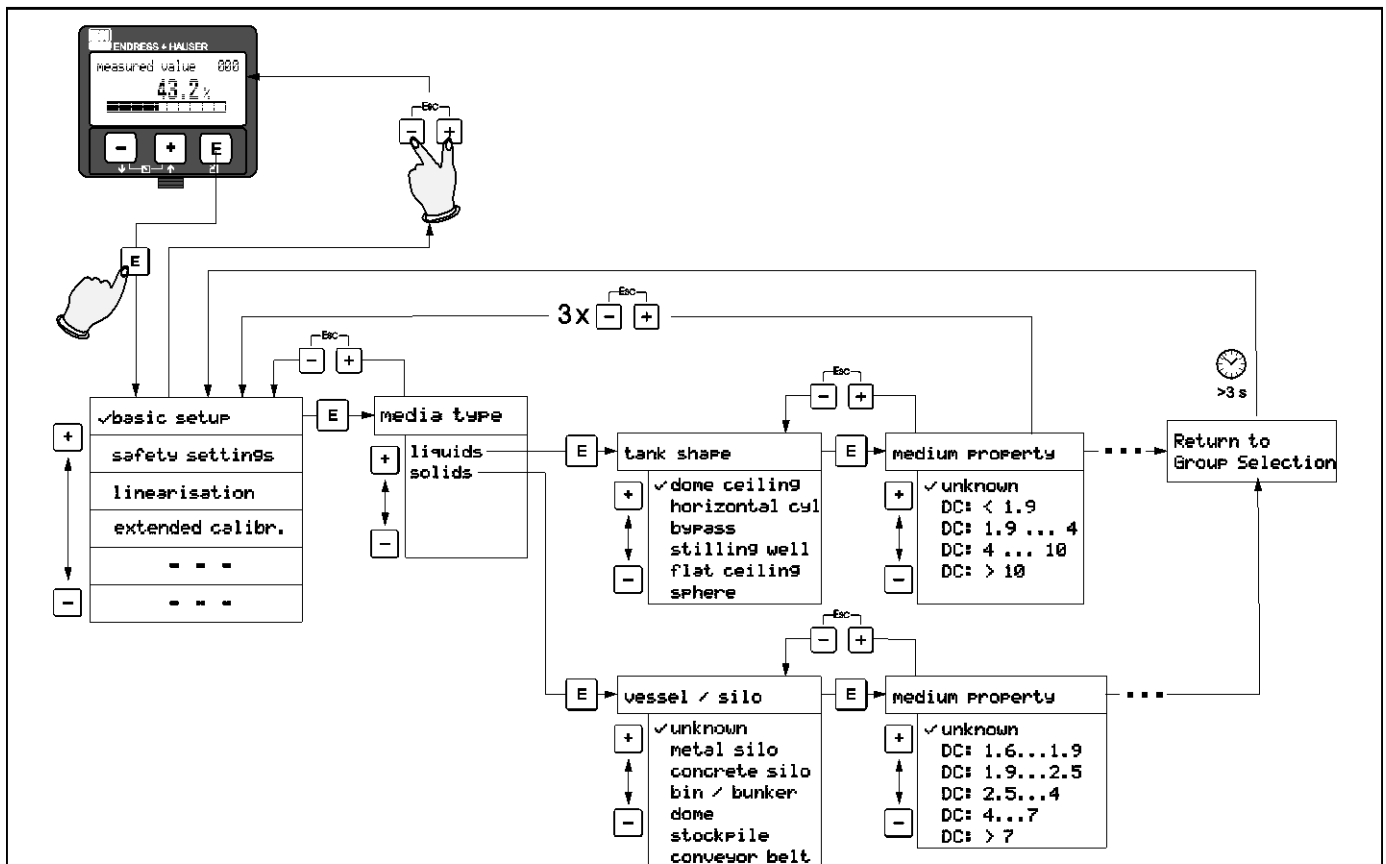 ENDRESS + HAUSER
measured value 000
43.2 %
- + E
Esc
- +
E
Esc
3x - +
Esc
- +
>3 s
✓basic setup
safety settings
linearisation
extended calibr.
- - -
- - -
+
-
E
media type
liquids
solids
+
-
E
Esc
- +
tank shape
✓dome ceiling
horizontal cyl
bypass
stilling well
flat ceiling
sphere
+
-
E
medium property
✓unknown
DC: < 1.9
DC: 1.9 ... 4
DC: 4 ... 10
DC: > 10
+
-
...
Return to
Group Selection
E
Esc
- +
vessel / silo
✓unknown
metal silo
concrete silo
bin / bunker
dome
stockpile
conveyor belt
+
-
E
medium property
✓unknown
DC: 1.6...1.9
DC: 1.9...2.5
DC: 2.5...4
DC: 4...7
DC: > 7
+
-
...